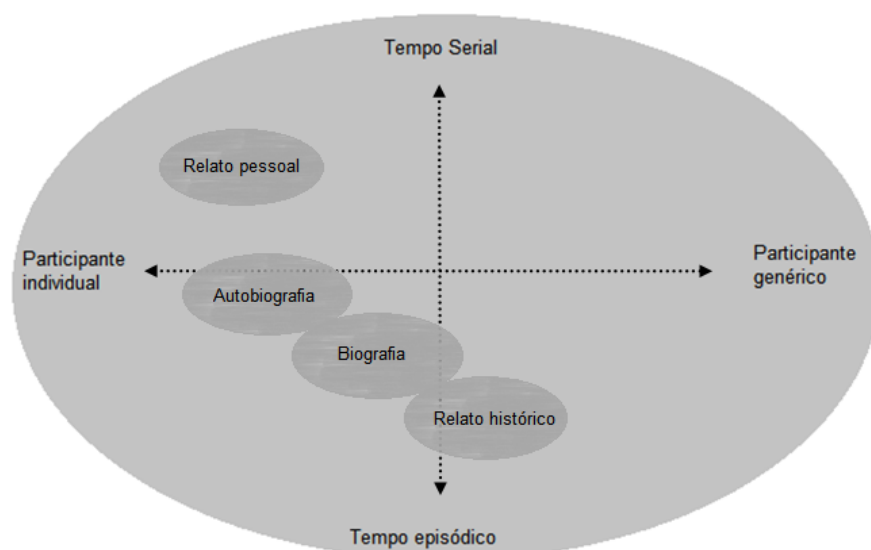 Tempo Serial
Relato pessoal
Participante
individual
Participante
genérico
Autobiografia
Biografia
Relato histórico
Tempo episódico